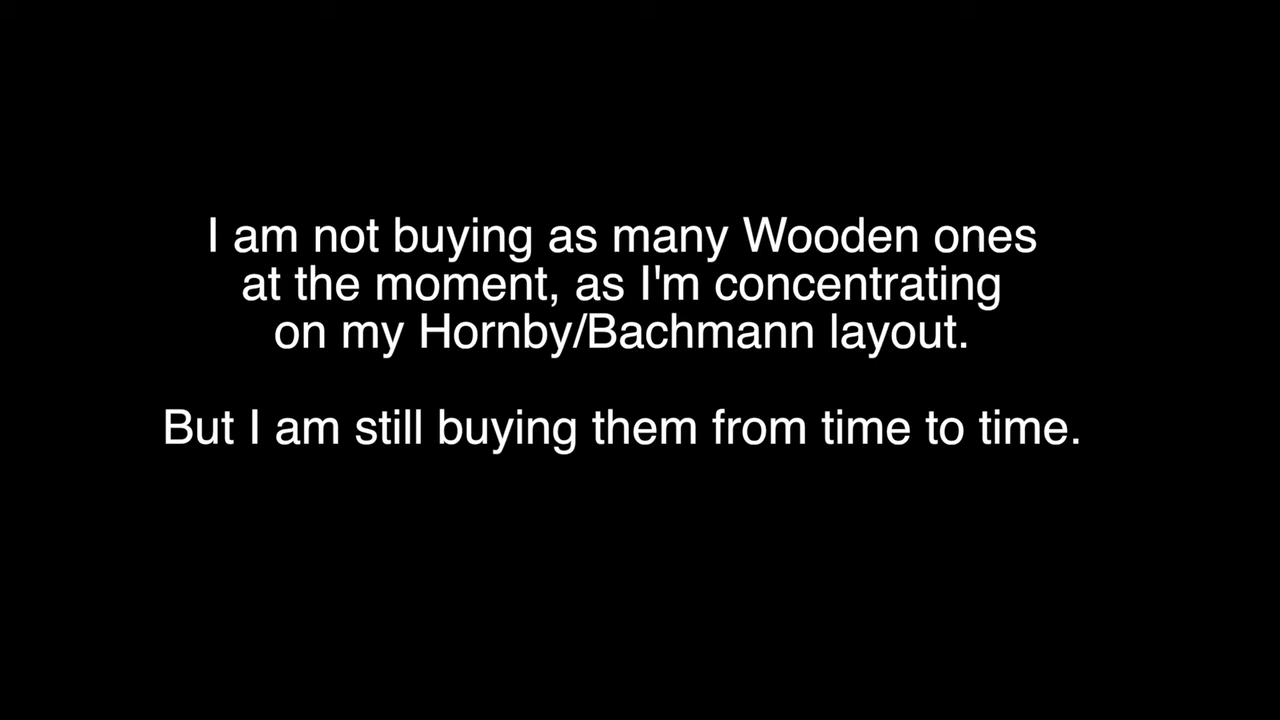 I am not buying as many Wooden ones
at the moment, as I'm concentrating
on my Hornby/Bachmann layout.
But I am still buying them from time to time.